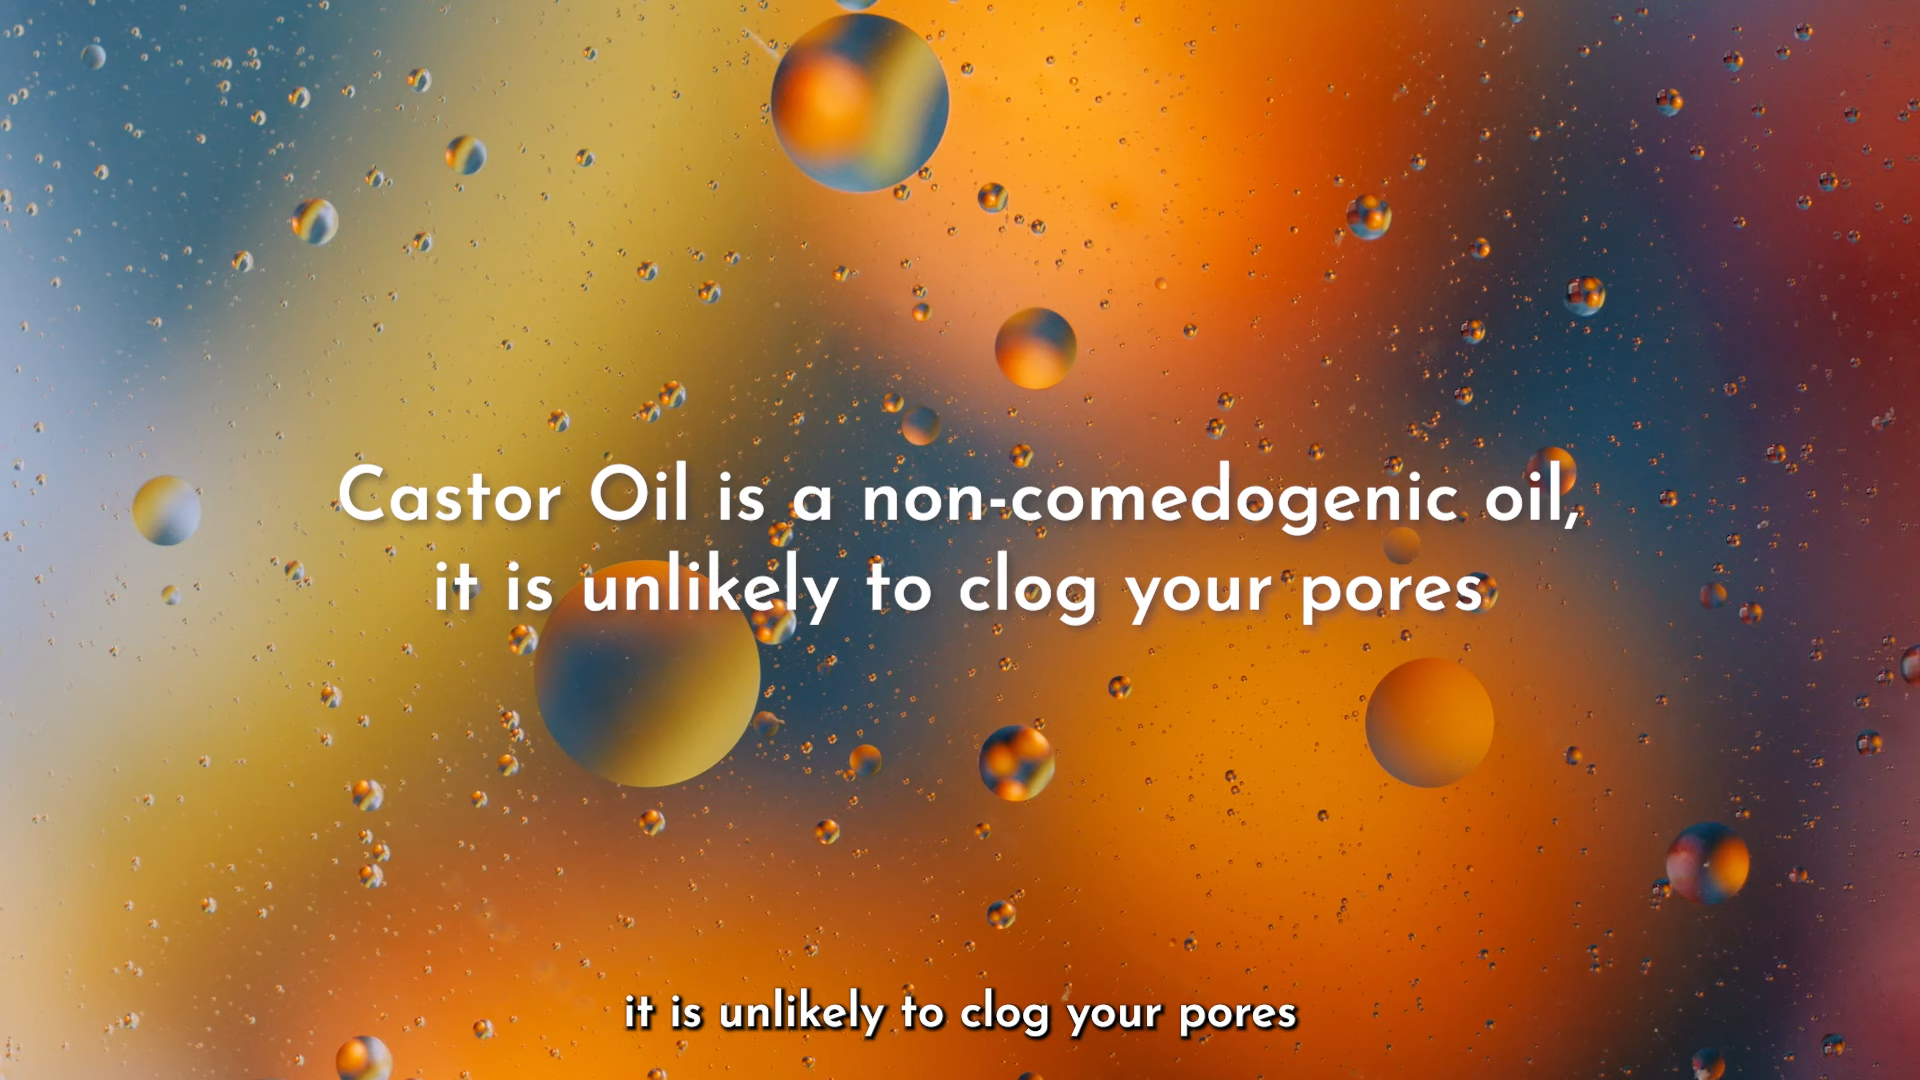 Castor Oil is a non-comedogenic oil,
it is unlikely to clog your pores
it is unlikely to clog your pores